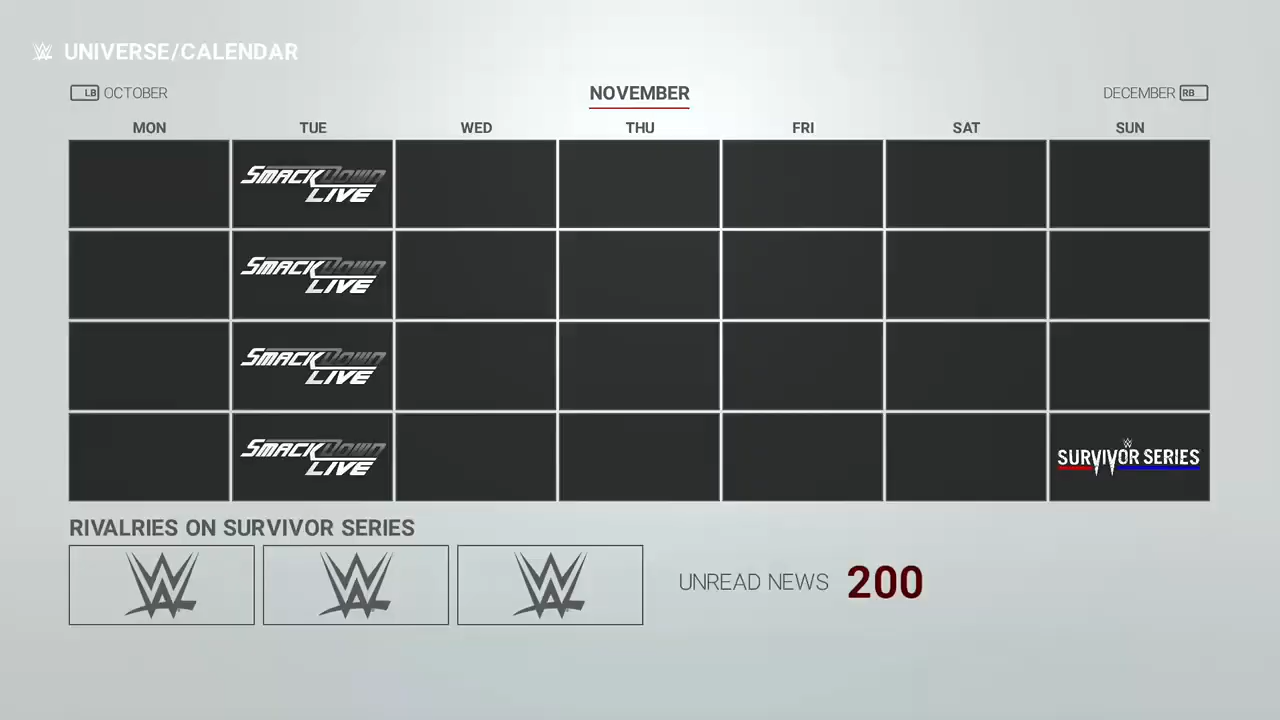 UNIVERSE/CALENDAR
LB OCTOBER
NOVEMBER
DECEMBER RB
MON TUE WED THU FRI SAT SUN
SMACKDOWN
LIVE
SMACKDOWN
LIVE
SMACKDOWN
LIVE
SMACKDOWN
LIVE
SURVIVOR SERIES
RIVALRIES ON SURVIVOR SERIES
UNREAD NEWS 200